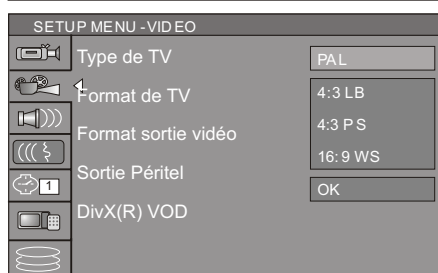 SETUP MENU - VIDEO
Type de TV
PAL
Format de TV
4:3 LB
4:3 PS
Format sortie vidéo
16:9 WS
Sortie Péritel
OK
1
DivX(R) VOD